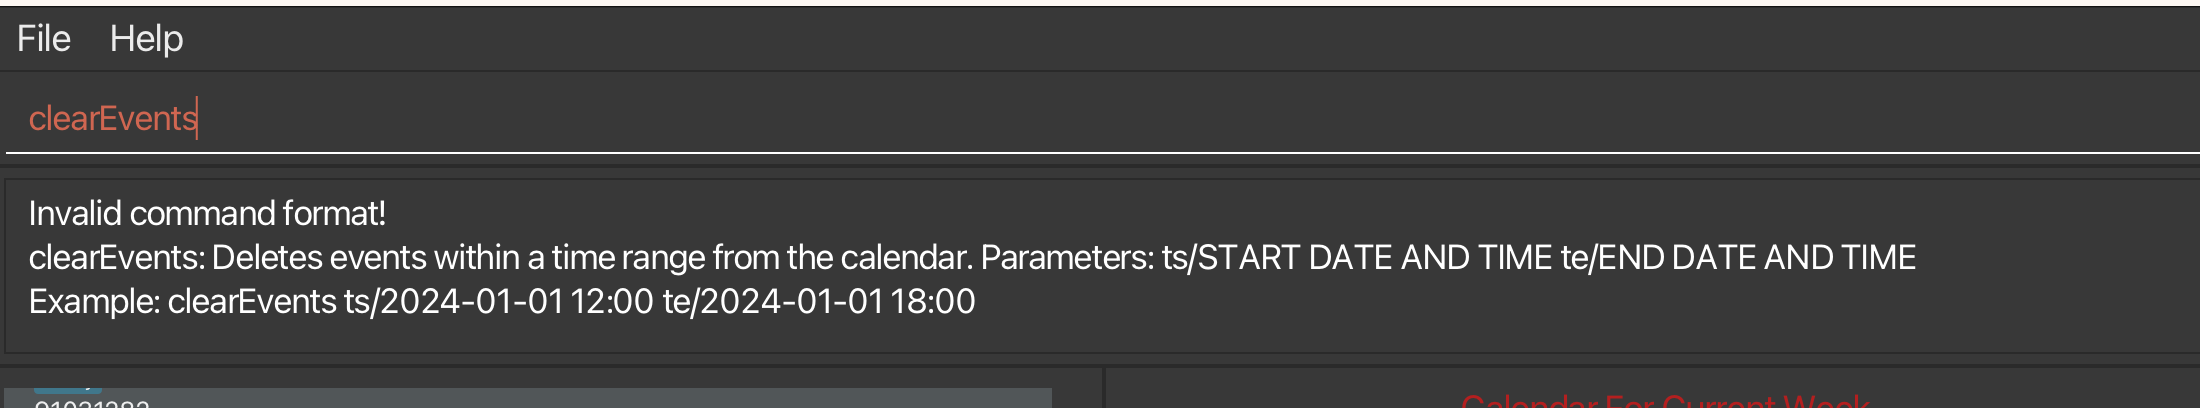 File Help
clearEvents
Invalid command format!
clearEvents: Deletes events within a time range from the calendar. Parameters: ts/START DATE AND TIME te/END DATE AND TIME
Example: clearEvents ts/2024-01-01 12:00 te/2024-01-01 18:00
Calendar For Current Week